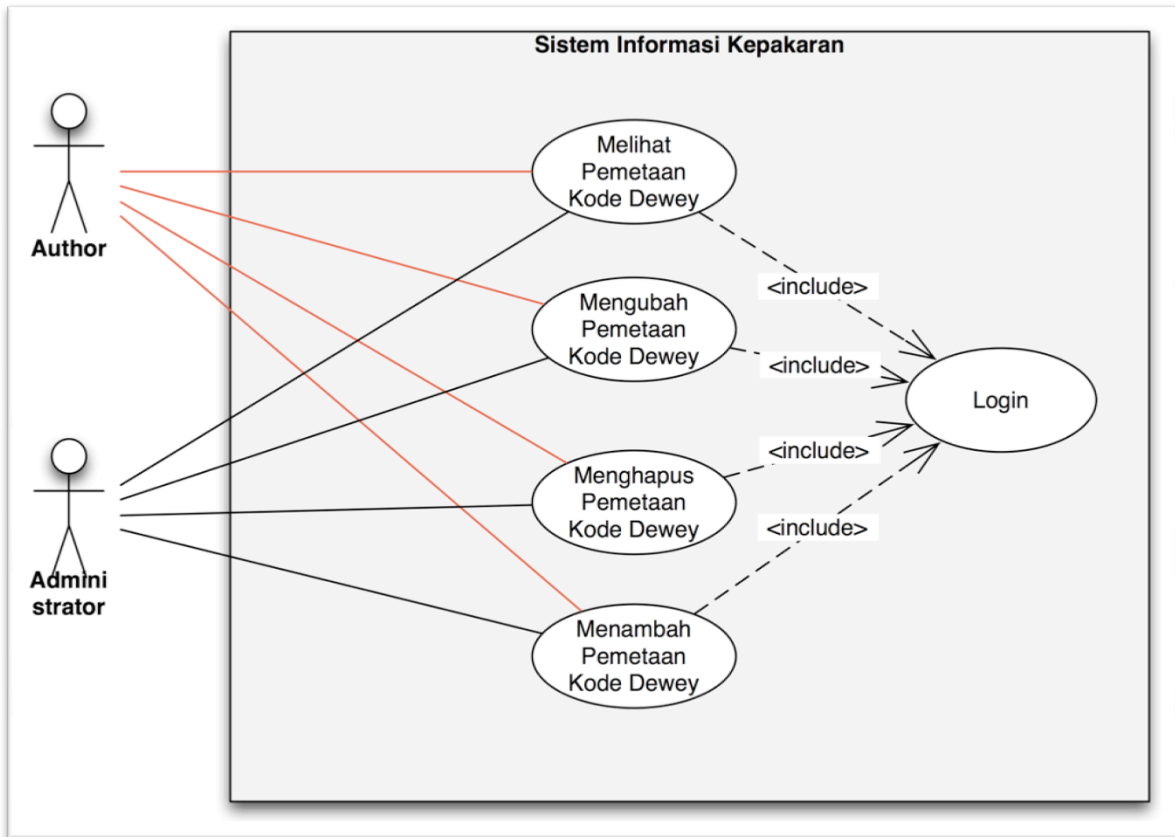 Sistem Informasi Kepakaran
Author
Admini
strator
Melihat
Pemetaan
Kode Dewey
Mengubah
Pemetaan
Kode Dewey
Menghapus
Pemetaan
Kode Dewey
Menambah
Pemetaan
Kode Dewey
<include>
<include>
<include>
<include>
Login